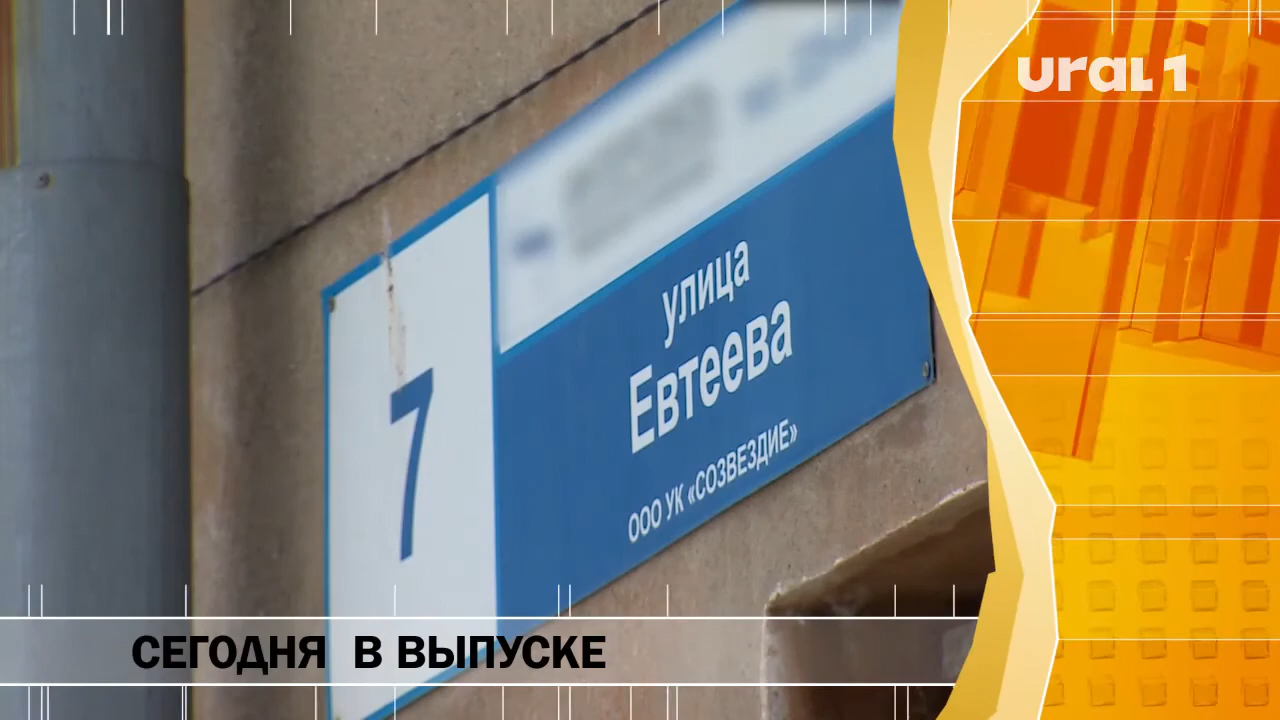 ural 1
7
улица
Евтеева
ООО УК «СОЗВЕЗДИЕ»
СЕГОДНЯ В ВЫПУСКЕ